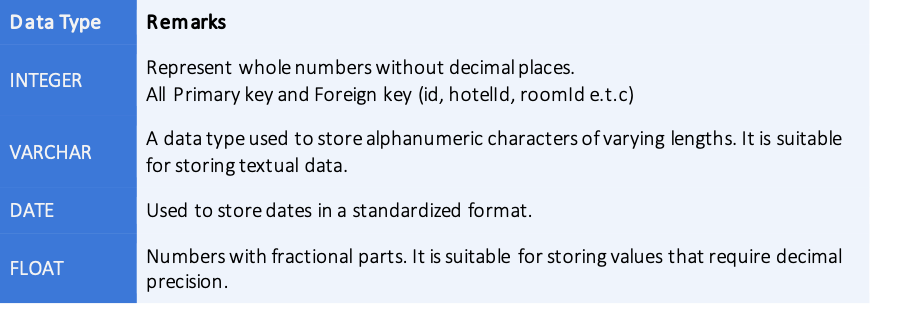 Data Type Remarks
INTEGER
Represent whole numbers without decimal places.
All Primary key and Foreign key (id, hotelId, roomId e.t.c)
VARCHAR
A data type used to store alphanumeric characters of varying lengths. It is suitable
for storing textual data.
DATE Used to store dates in a standardized format.
FLOAT
Numbers with fractional parts. It is suitable for storing values that require decimal
precision.